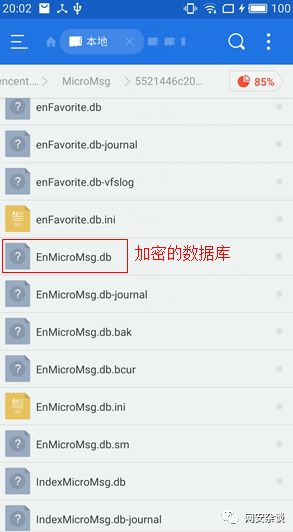 20:02
100
本地
encent....
MicroMsg
5521446c20...
85%
enFavorite.db
enFavorite.db-journal
enFavorite.db-vfslog
enFavorite.db.ini
TXT
EnMicroMsg.db
加密的数据库
EnMicroMsg.db-journal
EnMicroMsg.db.bak
EnMicroMsg.db.bcur
EnMicroMsg.db.ini
TXT
EnMicroMsg.db.sm
IndexMicroMsg.db
网安杂谈
IndexMicroMsg.db-journal